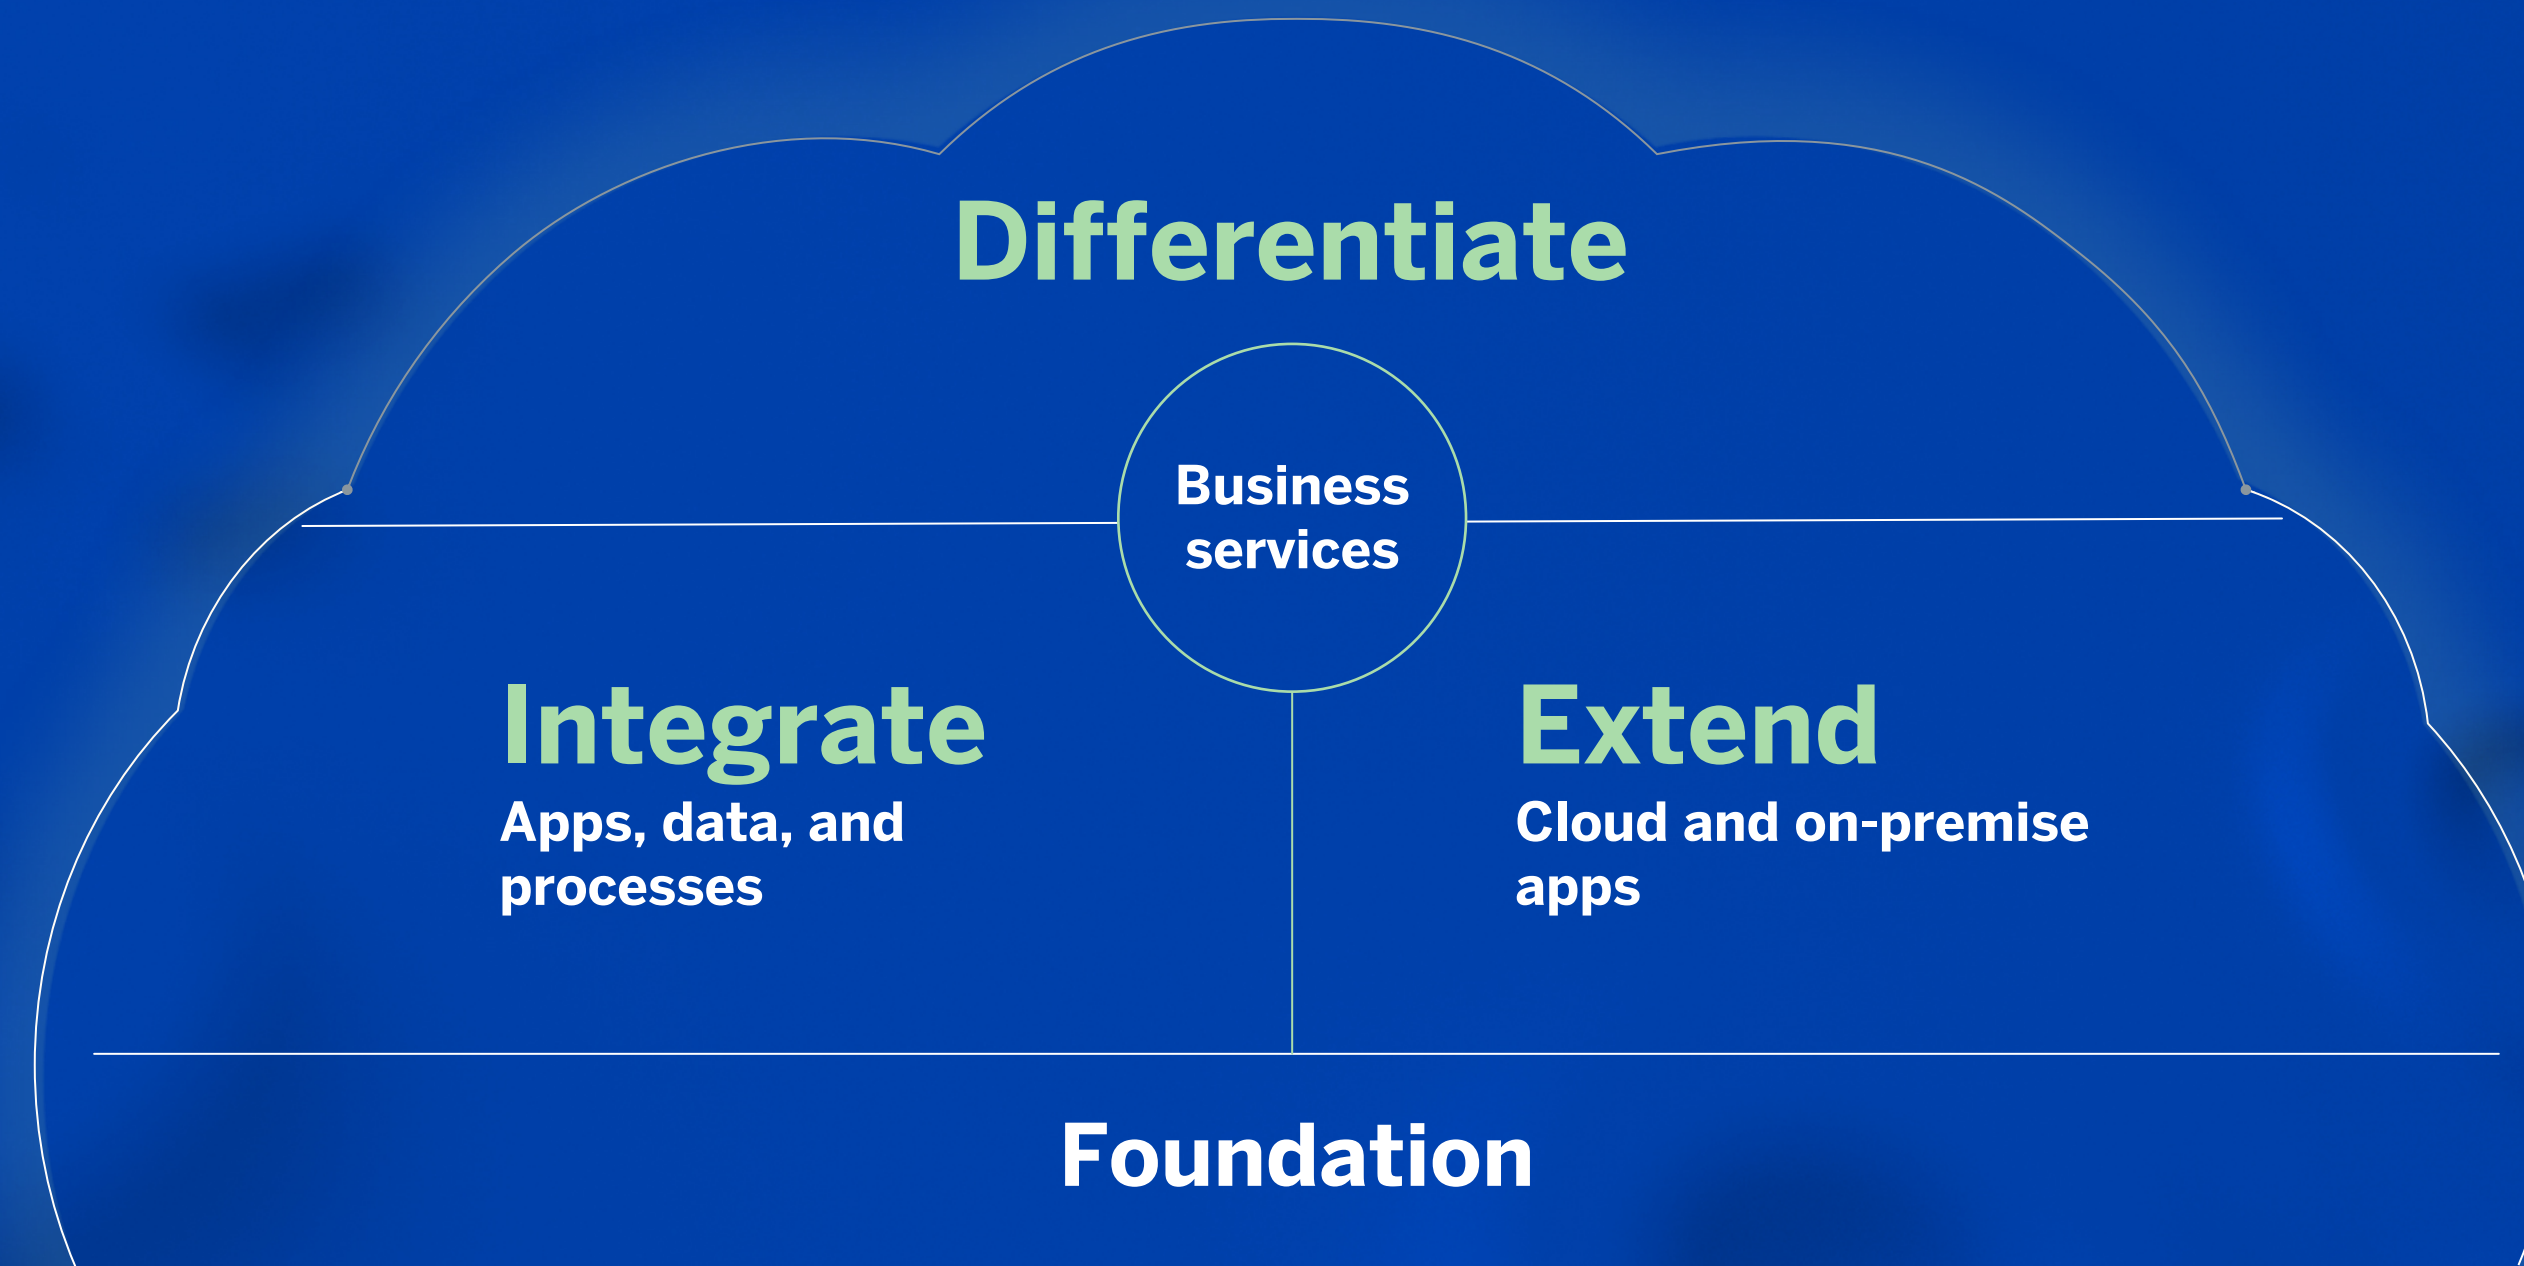 Differentiate
Business
services
Integrate
Apps, data, and
processes
Extend
Cloud and on-premise
apps
Foundation